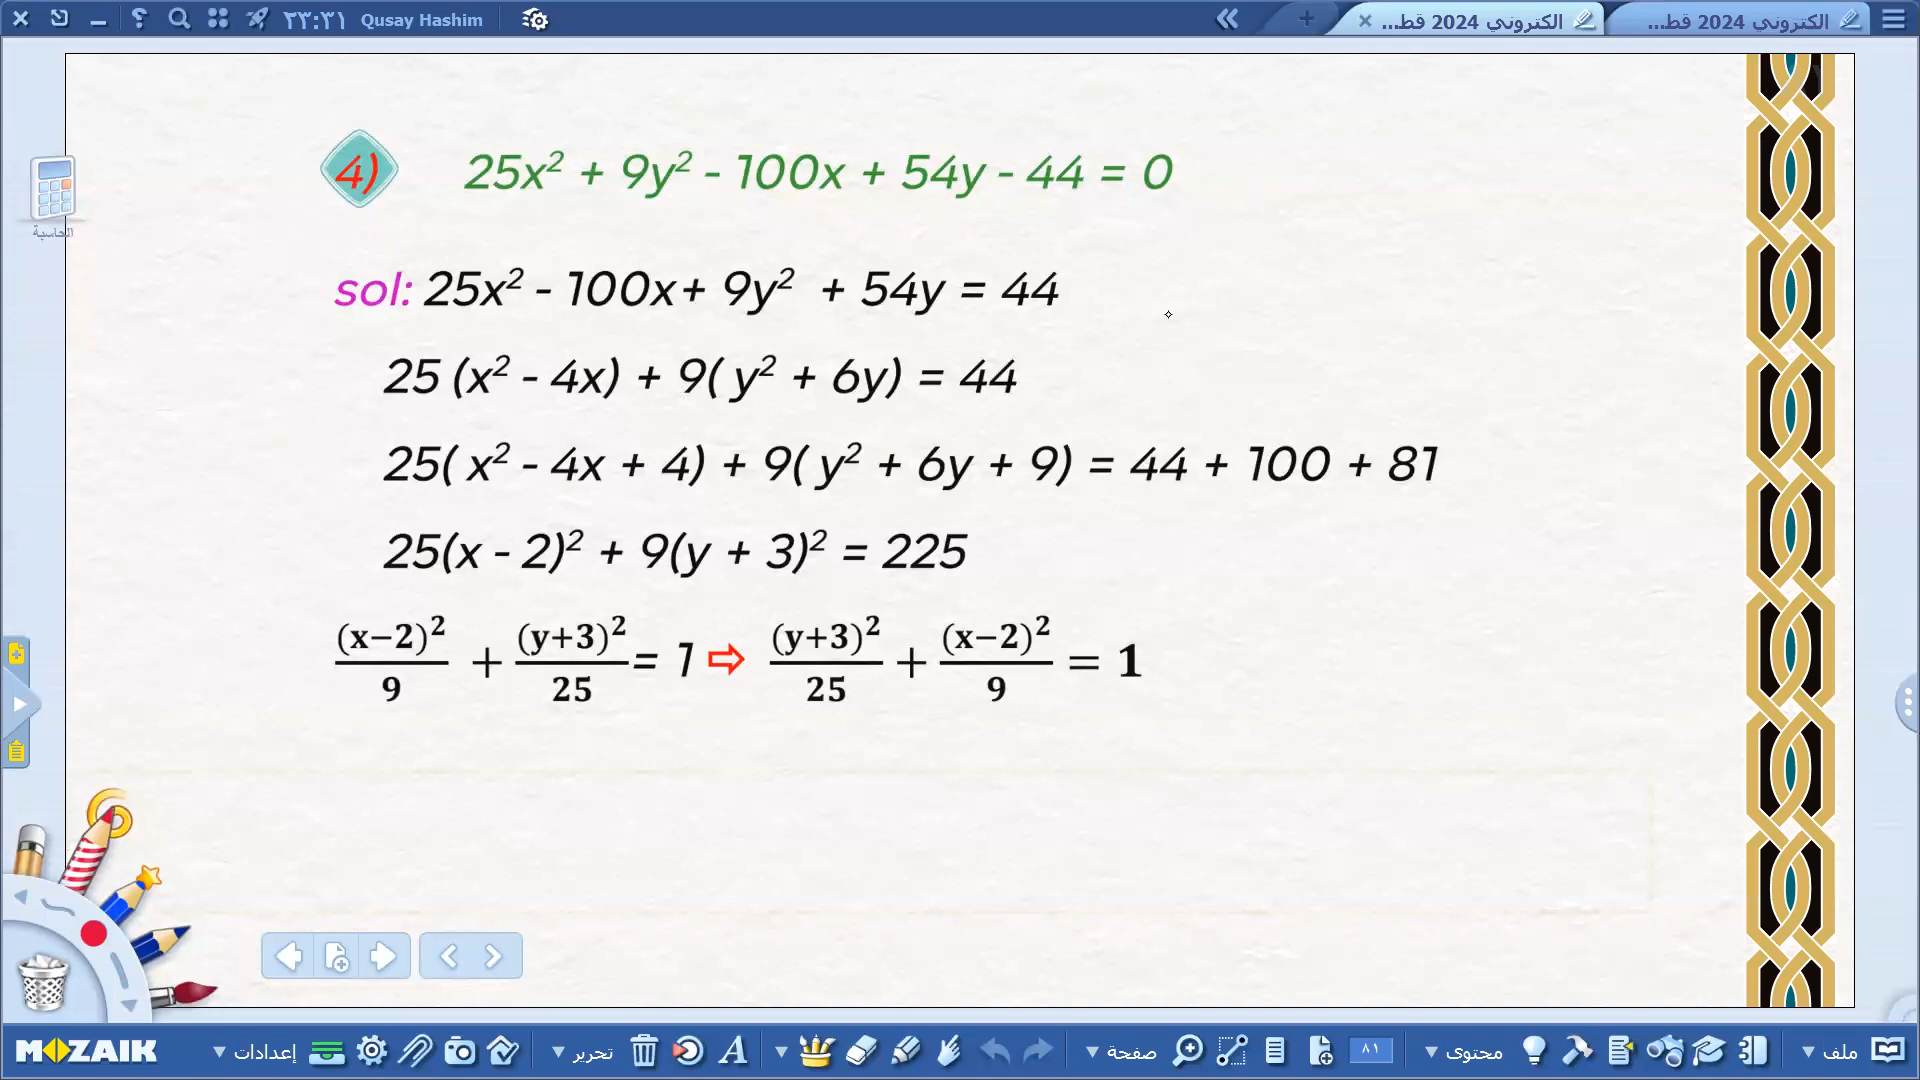 ٢٣:٣١ Qusay Hashim
الكتروني 2024 قط...
الكتروني 2024 قط...
الحاسبة
4) 25x² + 9y² - 100x + 54y - 44 = 0
sol: 25x² - 100x + 9y² + 54y = 44
25 (x² - 4x) + 9( y² + 6y) = 44
25( x² - 4x + 4) + 9( y² + 6y + 9) = 44 + 100 + 81
25(x - 2)² + 9(y + 3)² = 225
(x−2)²/9 + (y+3)²/25 = 1 ⇨ (y+3)²/25 + (x−2)²/9 = 1
MOZAIK إعدادات تحرير A صفحة ٨١ محتوى ملف